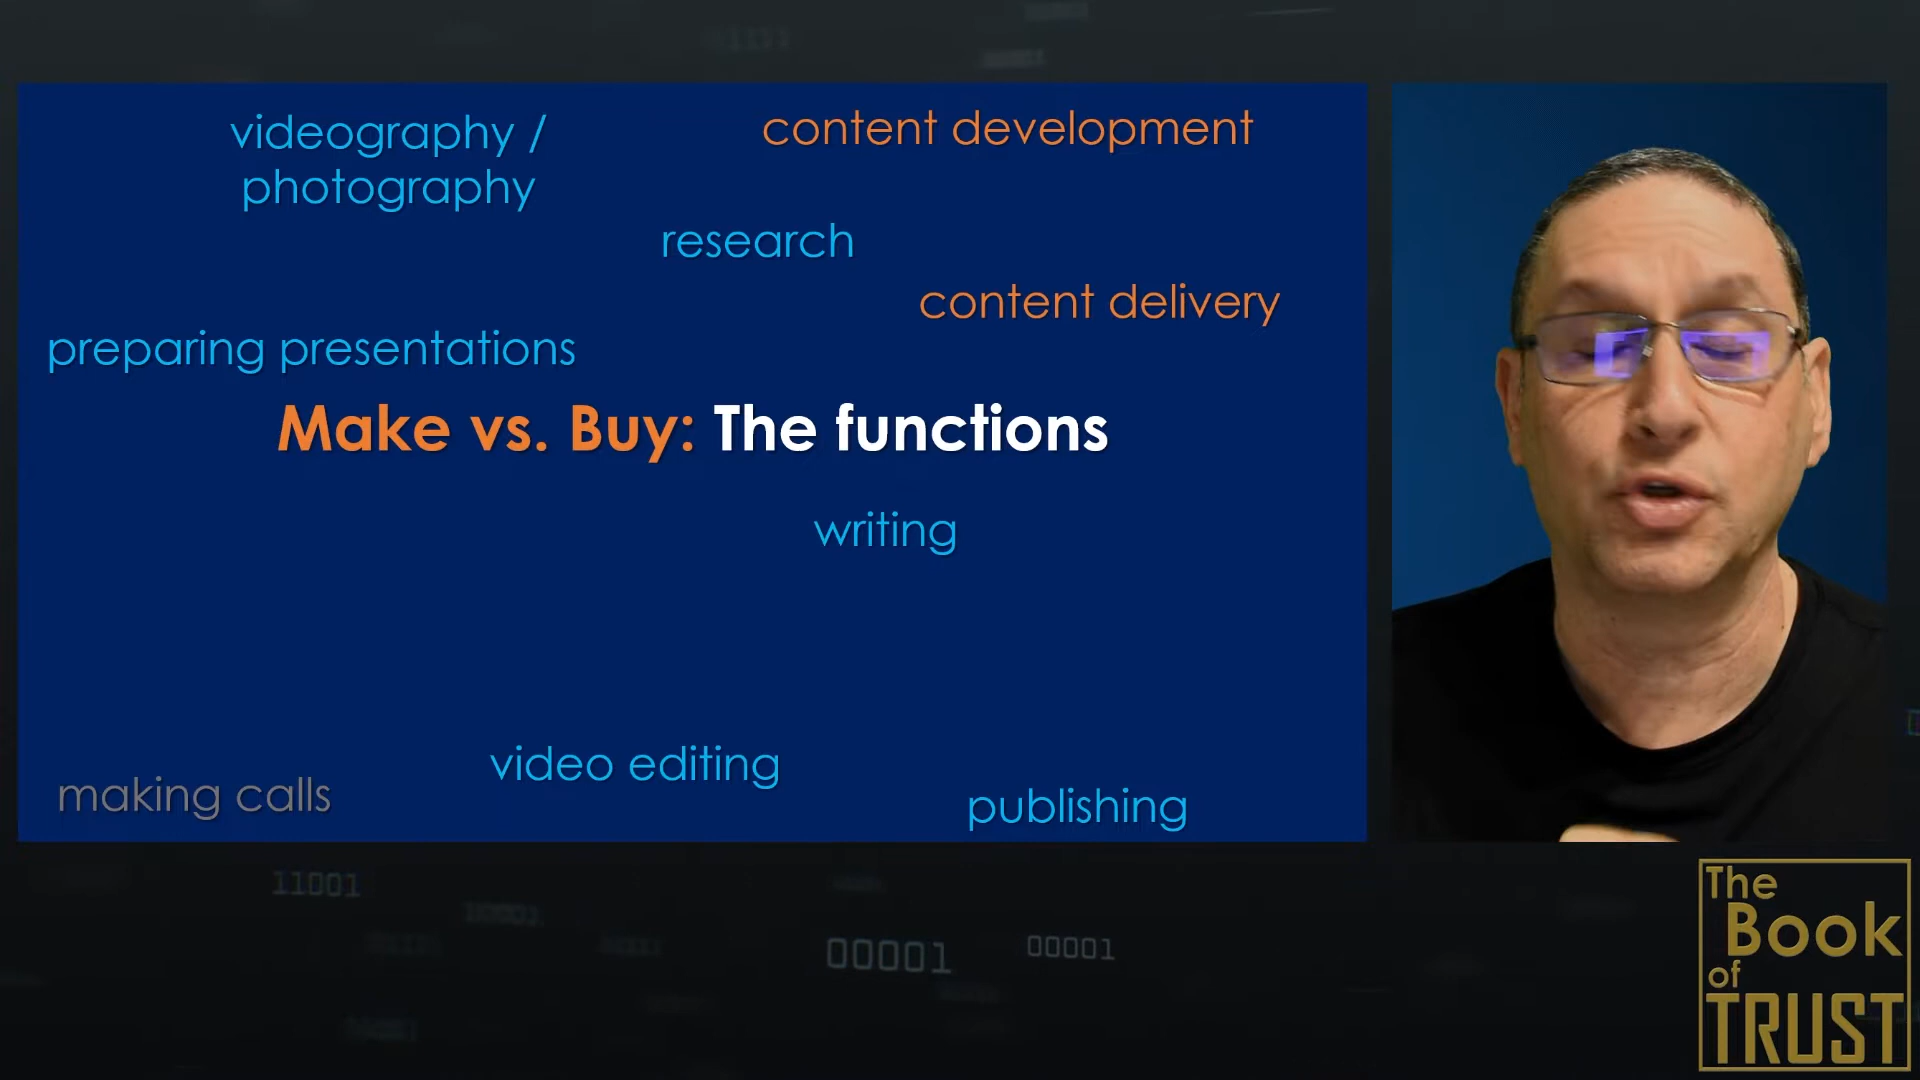 videography /
photography
content development
research
content delivery
preparing presentations
Make vs. Buy: The functions
writing
video editing
making calls
publishing
11001
00001
00001
The
Book
of
TRUST